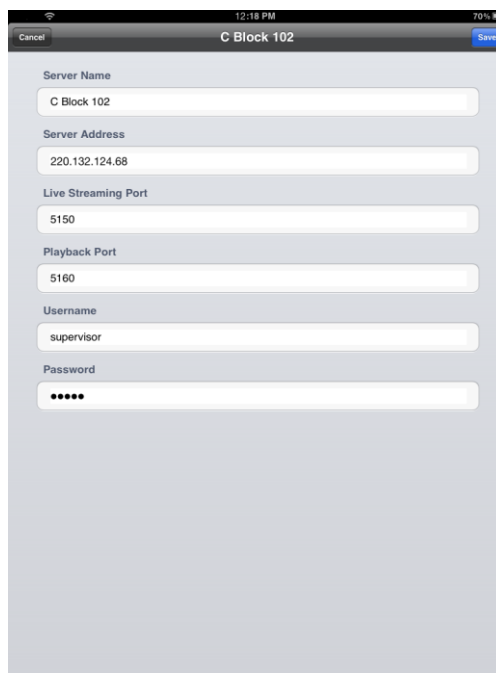 12:18 PM
70%
Cancel
C Block 102
Save
Server Name
C Block 102
Server Address
220.132.124.68
Live Streaming Port
5150
Playback Port
5160
Username
supervisor
Password
•••••